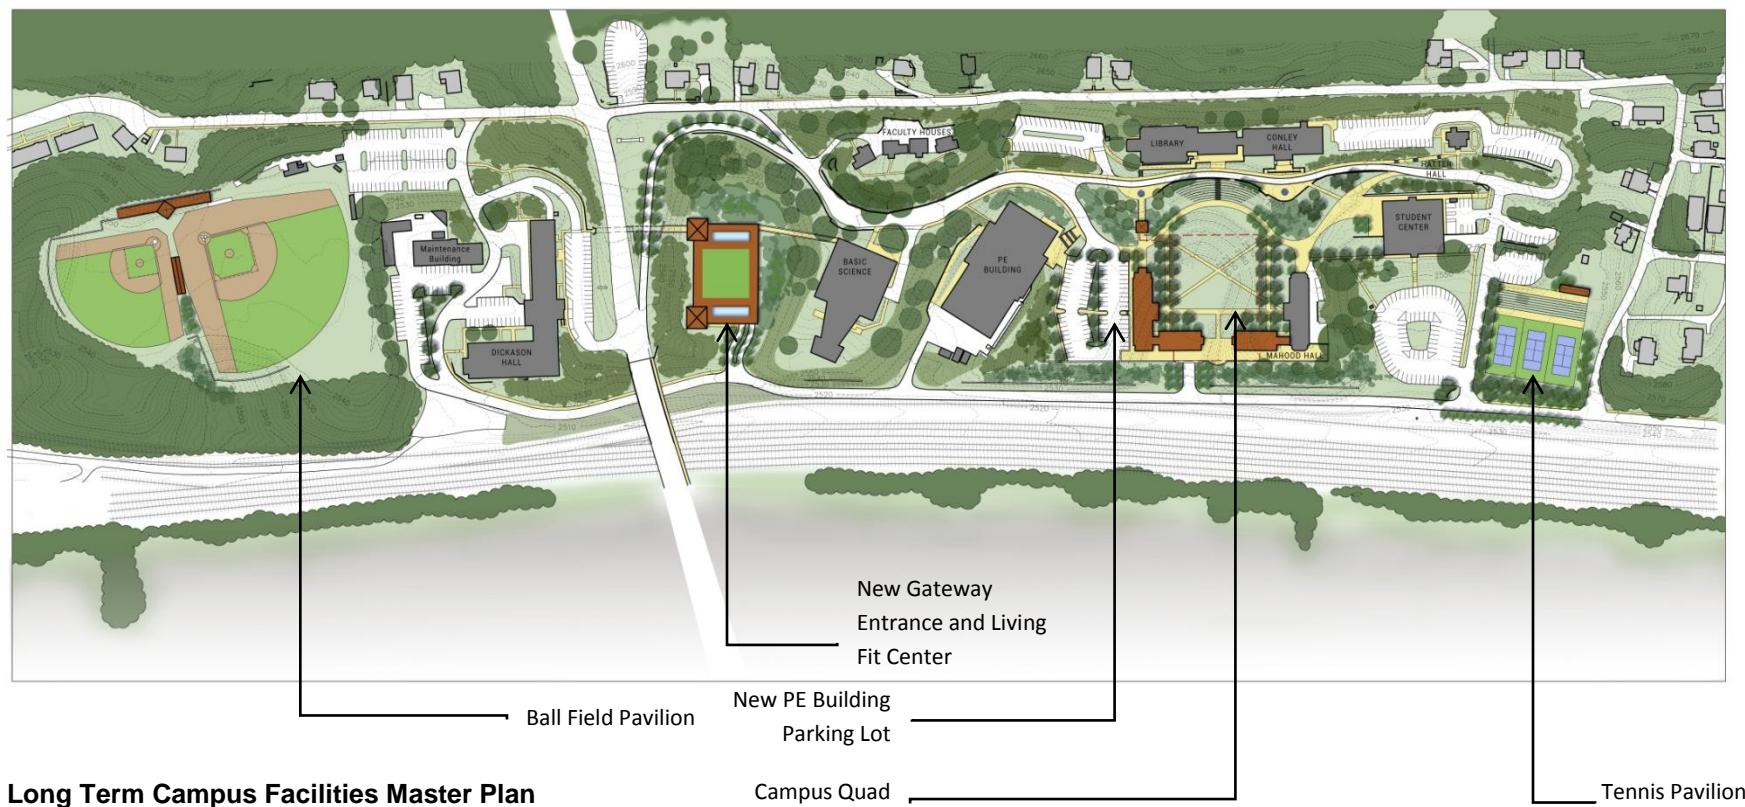 FACULTY HOUSES
LIBRARY
CONLEY
HALL
HATTER
HALL
STUDENT
CENTER
Maintenance
Building
BASIC
SCIENCE
PE
BUILDING
DICKASON
HALL
MAHOOD HALL
New Gateway
Entrance and Living
Fit Center
Ball Field Pavilion
New PE Building
Parking Lot
Long Term Campus Facilities Master Plan
Campus Quad
Tennis Pavilion